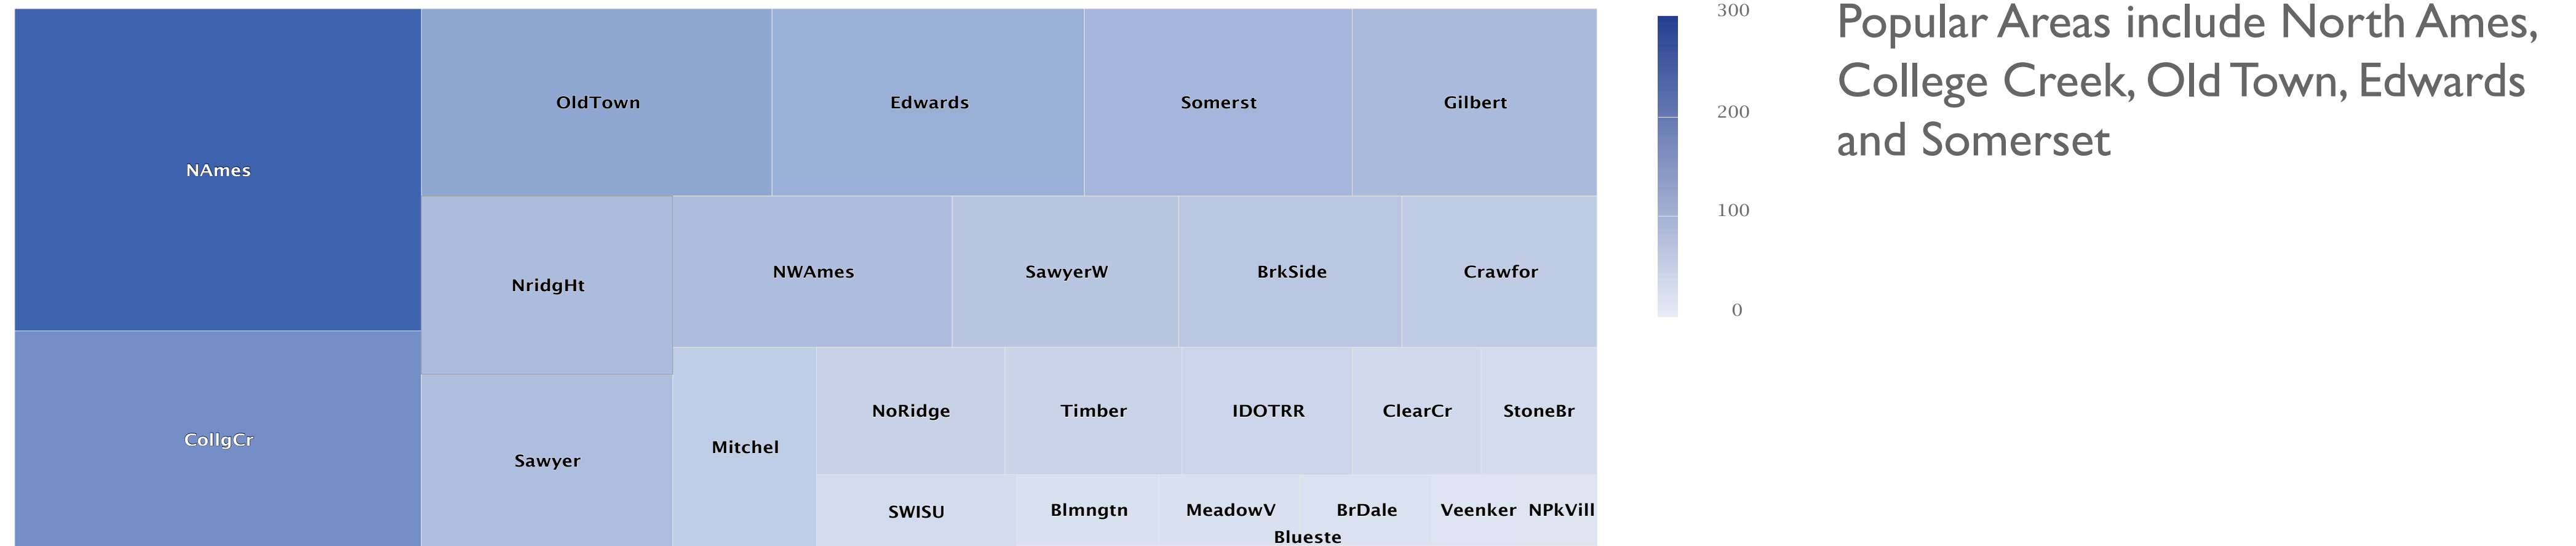 NAmes
CollgCr
OldTown
Edwards
Somerst
Gilbert
NridgHt
NWAmes
SawyerW
BrkSide
Crawfor
Sawyer
Mitchel
NoRidge
Timber
IDOTRR
ClearCr
StoneBr
SWISU
Blmngtn
MeadowV
BrDale
Veenker
NPkVill
Blueste
300
200
100
0
Popular Areas include North Ames,
College Creek, Old Town, Edwards
and Somerset